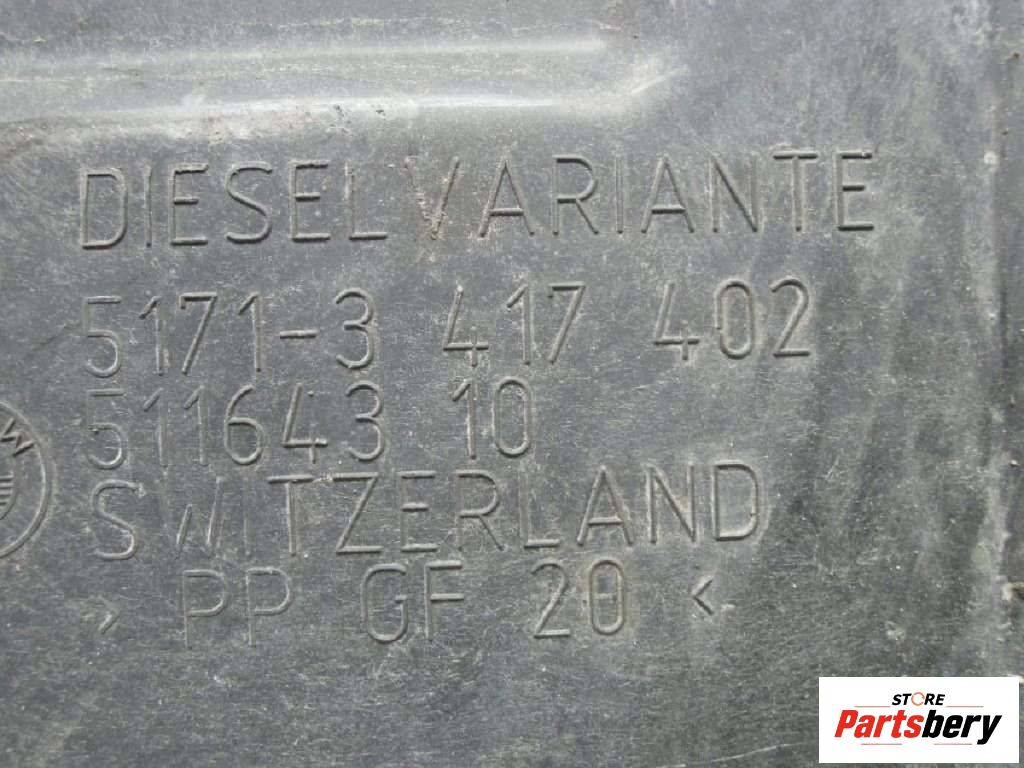 DIESELVARIANTE
5171-3 417 402
511643 10
W
SWITZERLAND
> PP GF 20 <
STORE
Partsbery